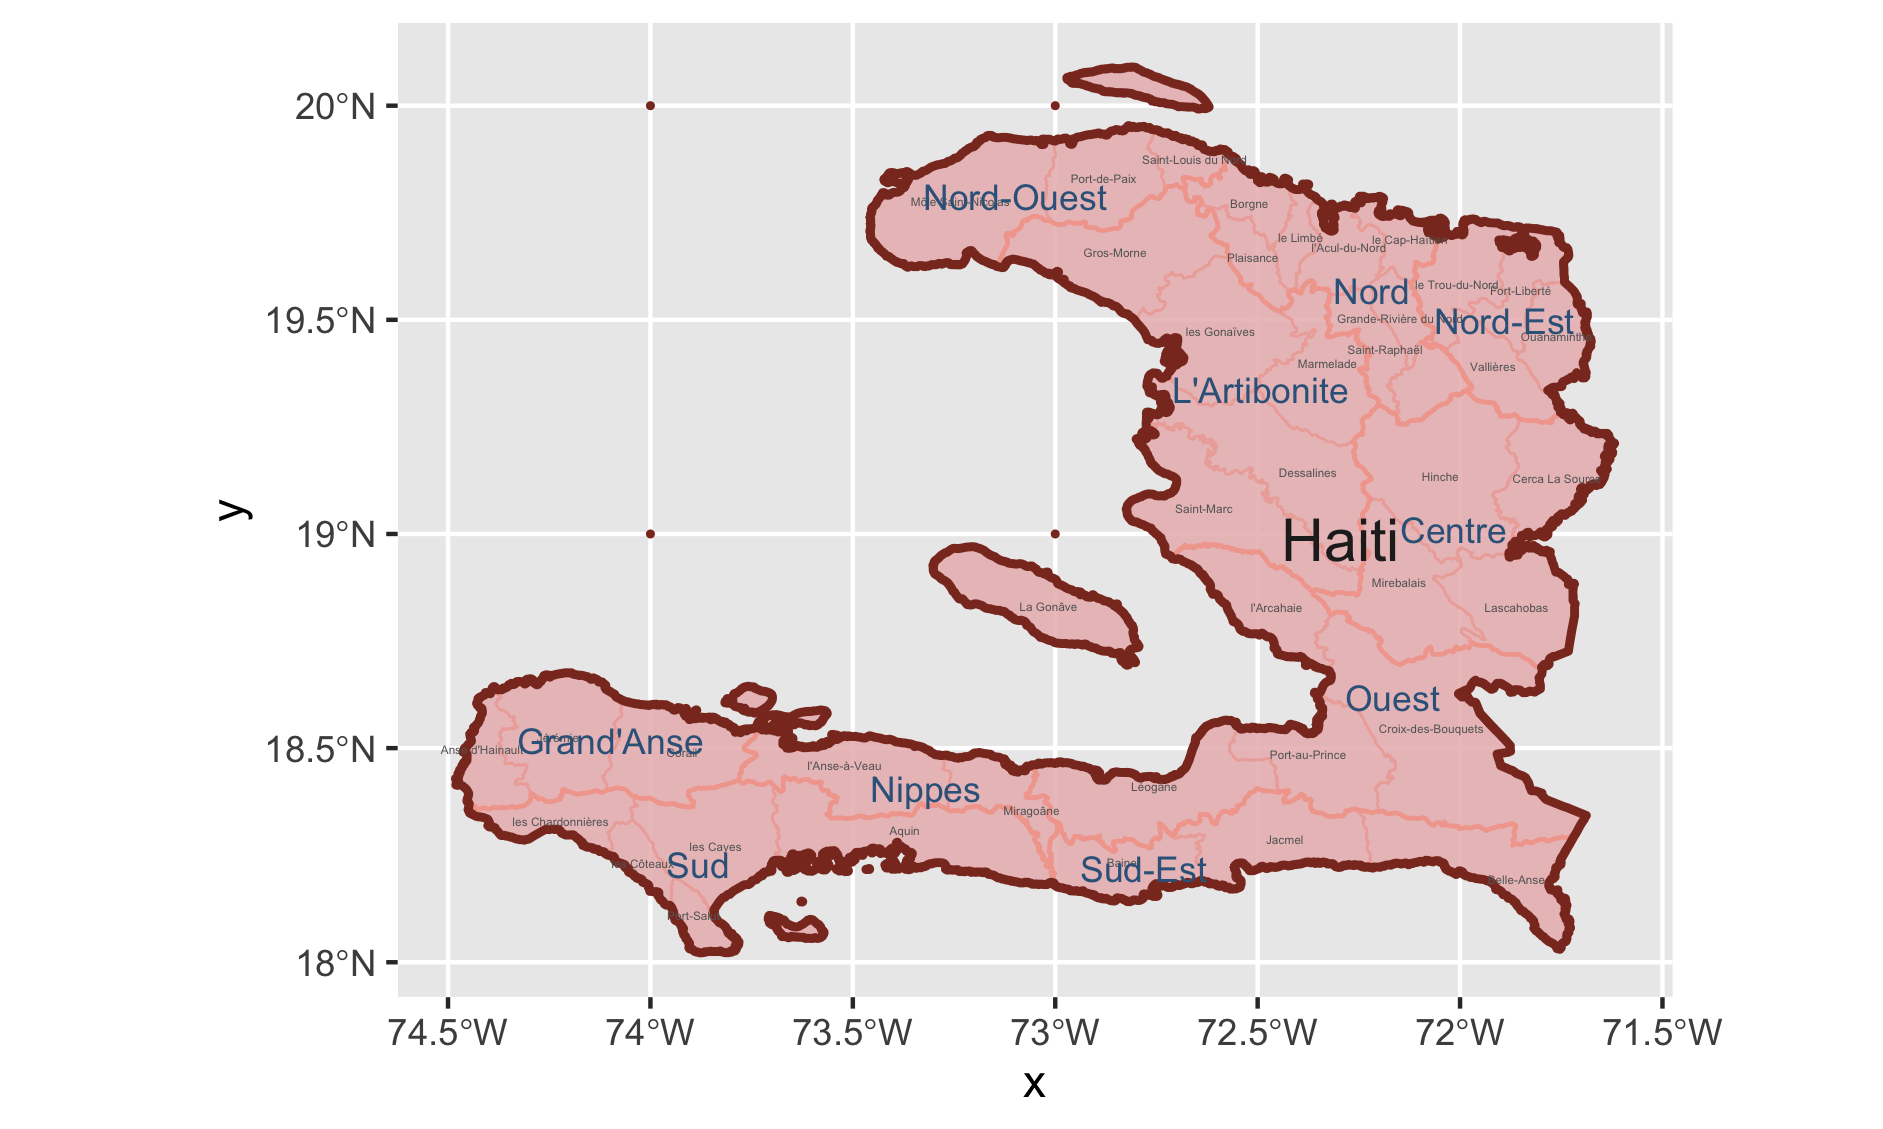 20°N
19.5°N
19°N
18.5°N
18°N
y
Saint-Louis du Nord
Port-de-Paix
Nord-Ouest
Môle Saint-Nicolas
Borgne
le Limbé
le Cap-Haïtien
l'Acul-du-Nord
Gros-Morne
Plaisance
Nord
le Trou-du-Nord
Fort-Liberté
Grande-Rivière du Nord
Nord-Est
les Gonaïves
Ouanaminthe
Saint-Raphaël
Marmelade
Vallières
L'Artibonite
Dessalines
Hinche
Cerca La Source
Saint-Marc
Haiti
Centre
Mirebalais
La Gonâve
l'Arcahaie
Lascahobas
Ouest
Croix-des-Bouquets
Grand'Anse
Jérémie
Anse d'Hainault
Corail
Port-au-Prince
l'Anse-à-Veau
Nippes
Léogâne
Miragoâne
les Chardonnières
Aquin
Jacmel
les Cayes
les Côteaux
Sud
Bainet
Sud-Est
Belle-Anse
Port-Salut
74.5°W
74°W
73.5°W
73°W
72.5°W
72°W
71.5°W
x